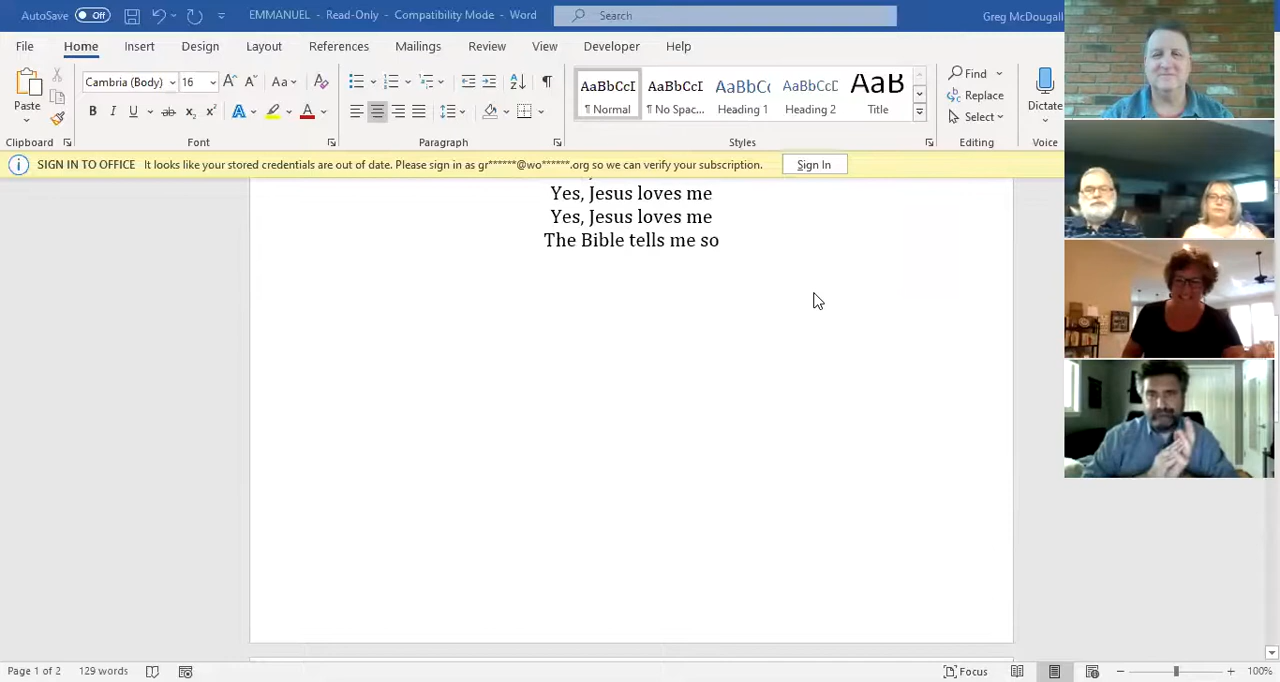 AutoSave Off EMMANUEL - Read-Only - Compatibility Mode - Word Search Greg McDougall
File Home Insert Design Layout References Mailings Review View Developer Help
Paste Cambria (Body) 16 Aa AaBbCcI AaBbCcI AaBbC( AaBbCcD AaB Find Replace Select Dictate
¶ Normal ¶ No Spac... Heading 1 Heading 2 Title
Clipboard Font Paragraph Styles Editing Voice
SIGN IN TO OFFICE It looks like your stored credentials are out of date. Please sign in as gr******@wo******.org so we can verify your subscription. Sign In
Yes, Jesus loves me
Yes, Jesus loves me
The Bible tells me so
Page 1 of 2 129 words Focus 100%